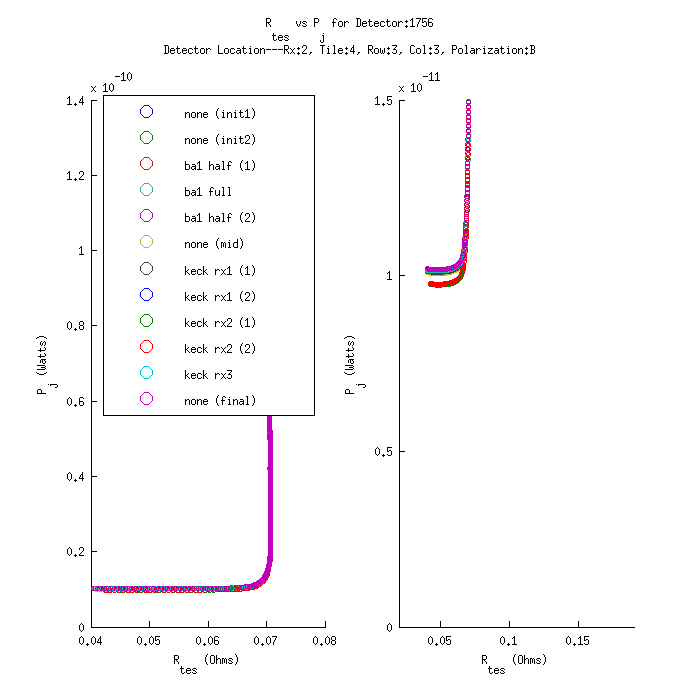 R    vs P  for Detector:1756
tes    j
Detector Location---Rx:2, Tile:4, Row:3, Col:3, Polarization:B
x 10^-10
1.4
1.2
1
0.8
0.6
0.4
0.2
0
P_j (Watts)
none (init1)
none (init2)
ba1 half (1)
ba1 full
ba1 half (2)
none (mid)
keck rx1 (1)
keck rx1 (2)
keck rx2 (1)
keck rx2 (2)
keck rx3
none (final)
0.04 0.05 0.06 0.07 0.08
R_tes (Ohms)
x 10^-11
1.5
1
0.5
0
P_j (Watts)
0.05 0.1 0.15
R_tes (Ohms)